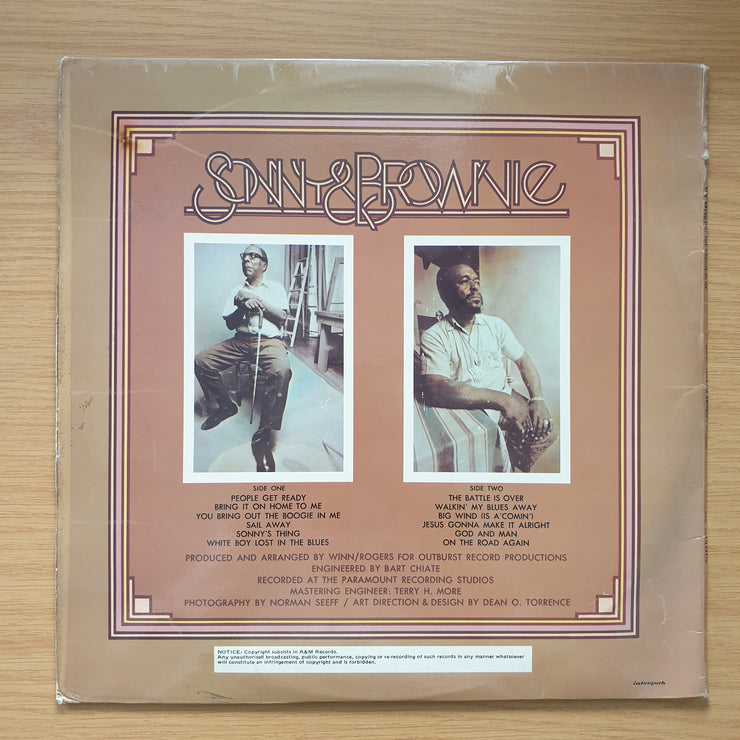 SONNY & BROWNIE
SIDE ONE
PEOPLE GET READY
BRING IT ON HOME TO ME
YOU BRING OUT THE BOOGIE IN ME
SAIL AWAY
SONNY'S THING
WHITE BOY LOST IN THE BLUES
SIDE TWO
THE BATTLE IS OVER
WALKIN' MY BLUES AWAY
BIG WIND (IS A'COMIN')
JESUS GONNA MAKE IT ALRIGHT
GOD AND MAN
ON THE ROAD AGAIN
PRODUCED AND ARRANGED BY WINN/ROGERS FOR OUTBURST RECORD PRODUCTIONS
ENGINEERED BY BART CHIATE
RECORDED AT THE PARAMOUNT RECORDING STUDIOS
MASTERING ENGINEER: TERRY H. MORE
PHOTOGRAPHY BY NORMAN SEEFF / ART DIRECTION & DESIGN BY DEAN O. TORRENCE
NOTICE: Copyright subsists in A&M Records.
Any unauthorised broadcasting, public performance, copying or re-recording of such records in any manner whatsoever
will constitute an infringement of copyright and is forbidden.